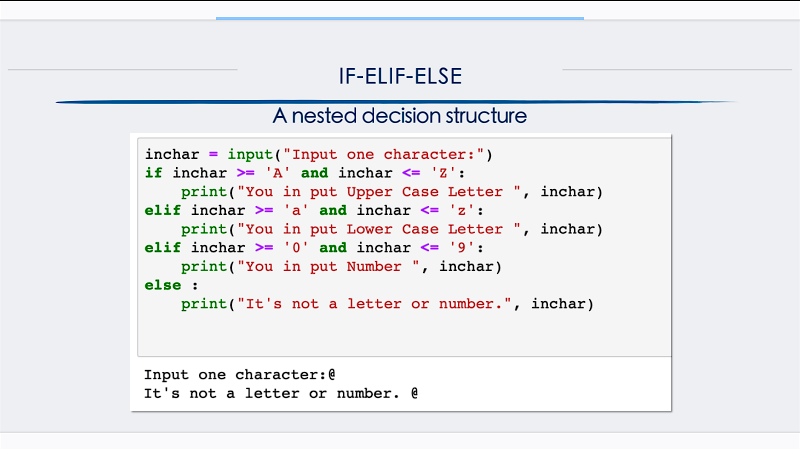 IF-ELIF-ELSE
A nested decision structure
inchar = input("Input one character:")
if inchar >= 'A' and inchar <= 'Z':
    print("You in put Upper Case Letter ", inchar)
elif inchar >= 'a' and inchar <= 'z':
    print("You in put Lower Case Letter ", inchar)
elif inchar >= '0' and inchar <= '9':
    print("You in put Number ", inchar)
else :
    print("It's not a letter or number.", inchar)
Input one character:@
It's not a letter or number. @